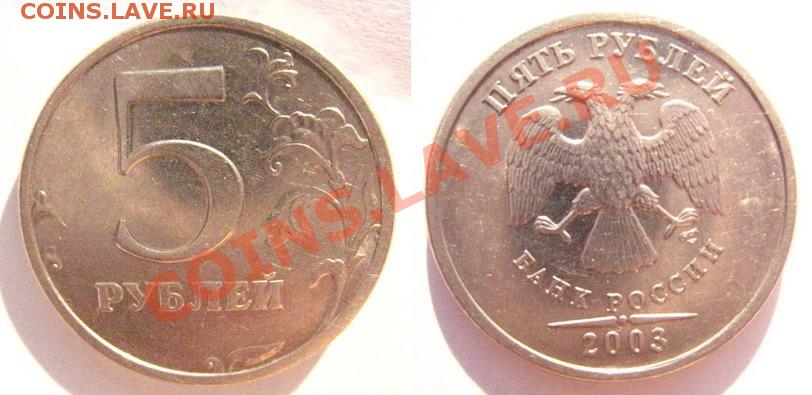 COINS.LAVE.RU
5
РУБЛЕЙ
ПЯТЬ РУБЛЕЙ
БАНК РОССИИ
2003
COINS.LAVE.RU